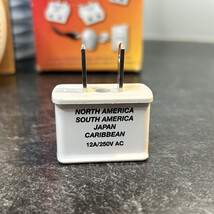 NORTH AMERICA
SOUTH AMERICA
JAPAN
CARIBBEAN
12A/250V AC